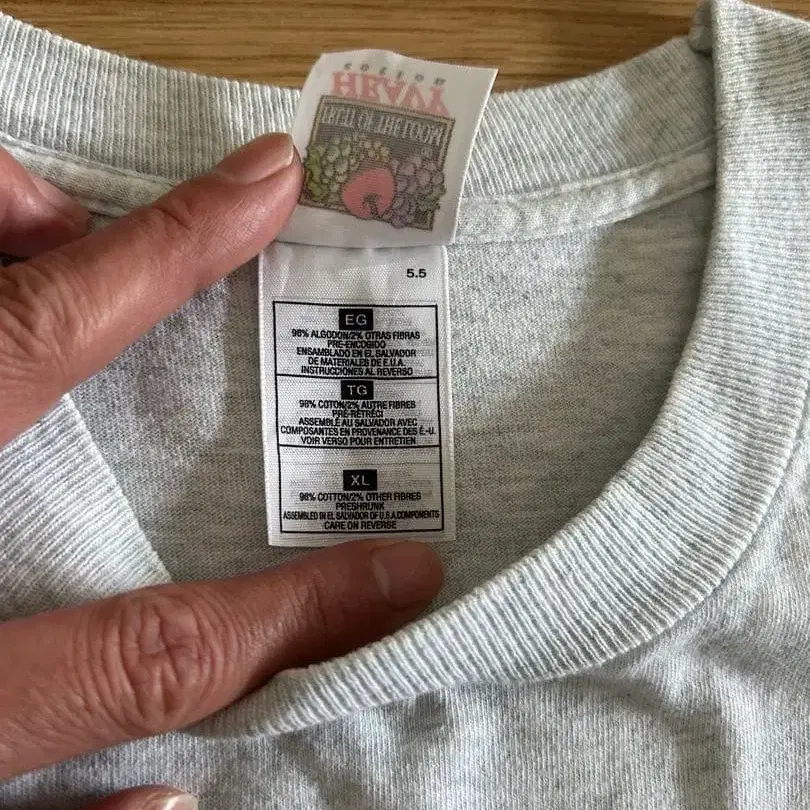 cotton
HEAVY
FRUIT OF THE LOOM
5.5
EG
98% ALGODON/2% OTRAS FIBRAS
PRE-ENCOGIDO
ENSAMBLADO EN EL SALVADOR
DE MATERIALES DE E.U.A.
INSTRUCCIONES AL REVERSO
TG
98% COTON/2% AUTRE FIBRES
PRÉ-RÉTRÉCI
ASSEMBLÉ AU SALVADOR AVEC
COMPOSANTES EN PROVENANCE DES É.-U.
VOIR VERSO POUR ENTRETIEN
XL
98% COTTON/2% OTHER FIBRES
PRESHRUNK
ASSEMBLED IN EL SALVADOR OF U.S.A.COMPONENTS
CARE ON REVERSE